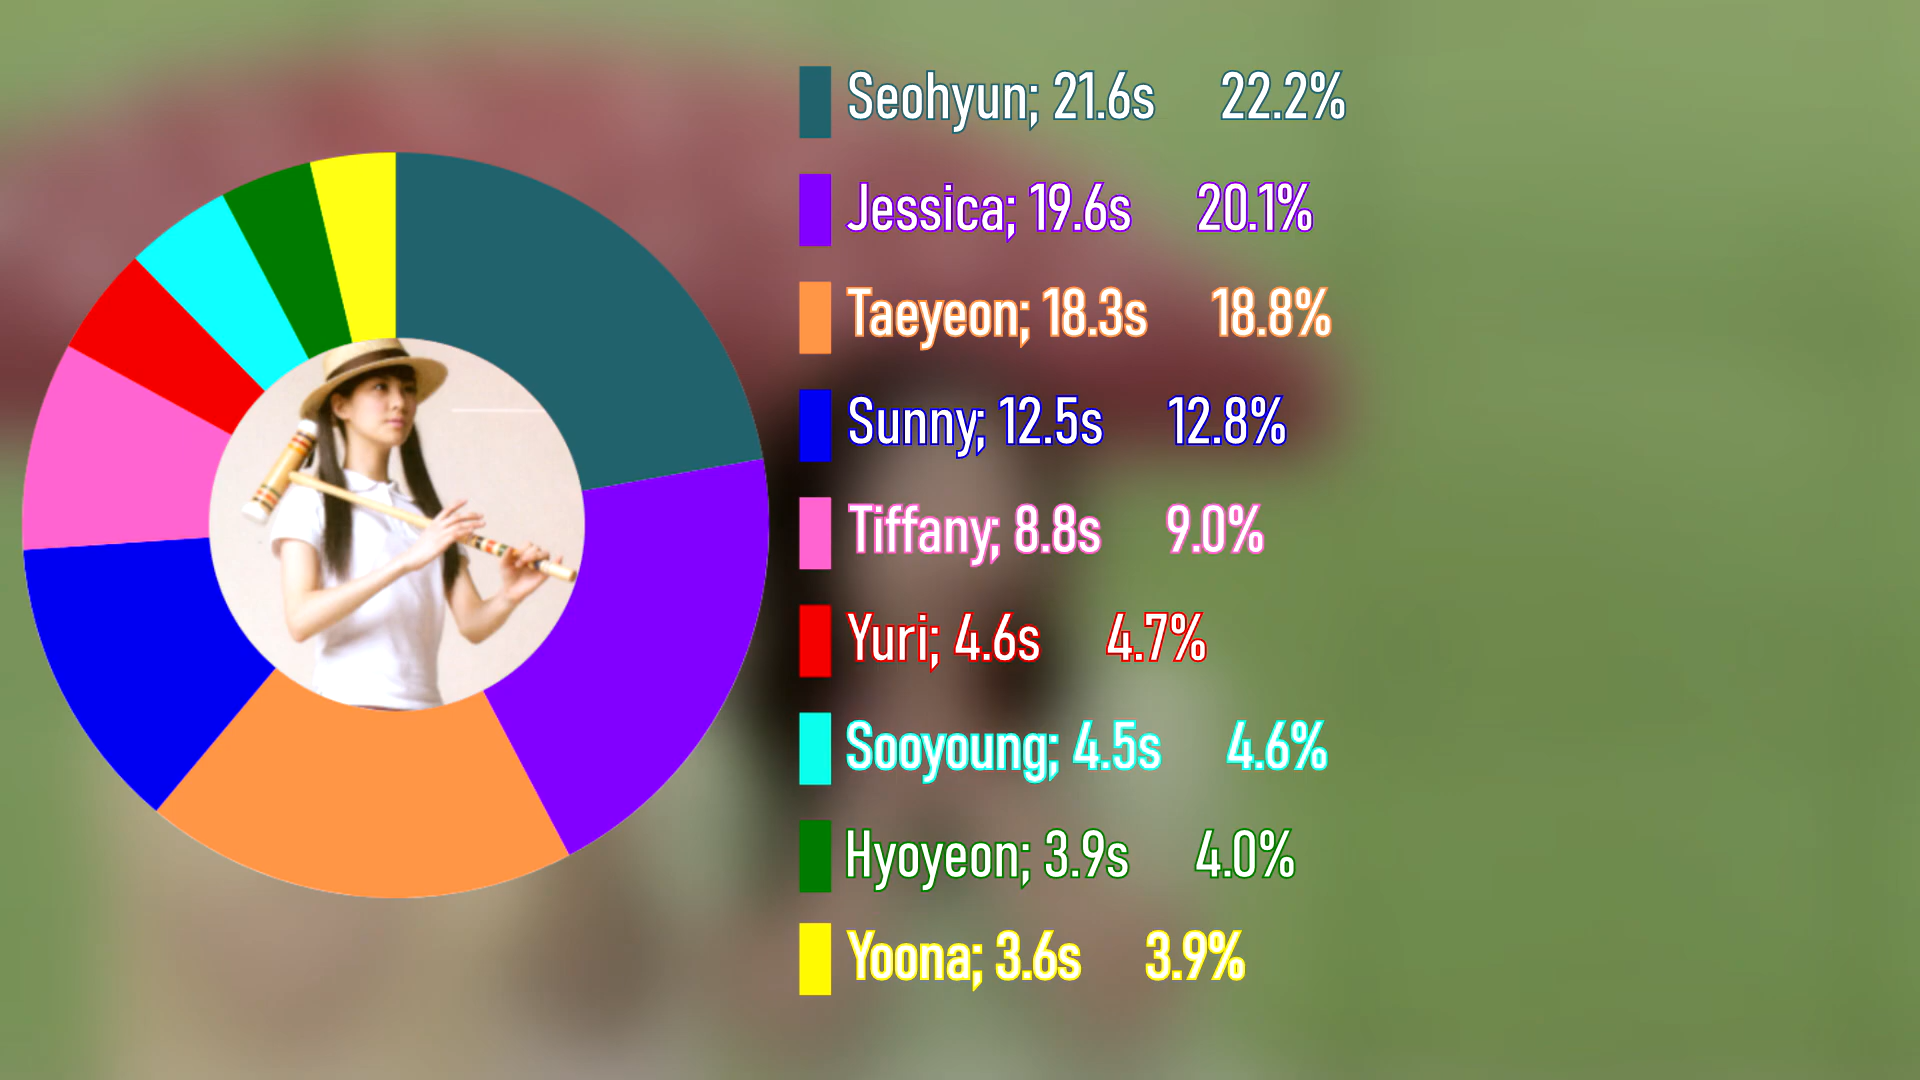 Seohyun; 21.6s 22.2%
Jessica; 19.6s 20.1%
Taeyeon; 18.3s 18.8%
Sunny; 12.5s 12.8%
Tiffany; 8.8s 9.0%
Yuri; 4.6s 4.7%
Sooyoung; 4.5s 4.6%
Hyoyeon; 3.9s 4.0%
Yoona; 3.6s 3.9%